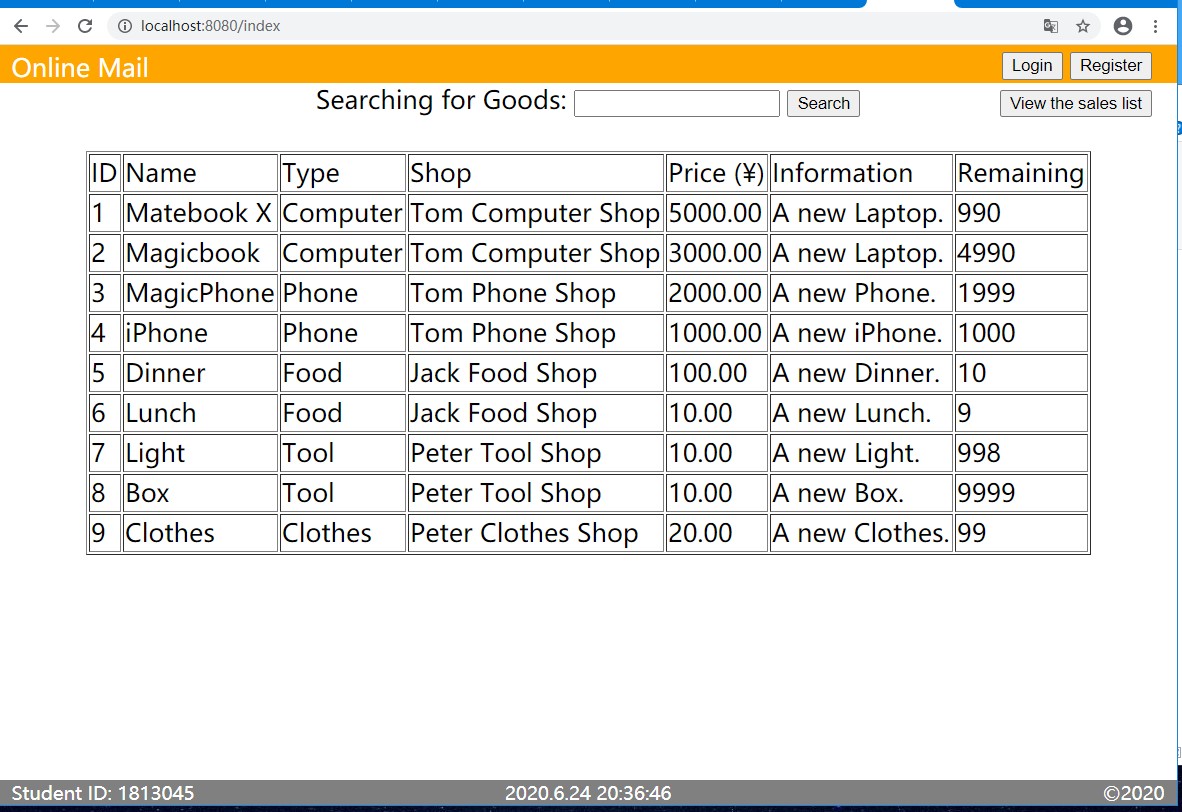 localhost:8080/index
Online Mail Login Register
Searching for Goods: Search View the sales list
ID Name Type Shop Price (¥) Information Remaining
1 Matebook X Computer Tom Computer Shop 5000.00 A new Laptop. 990
2 Magicbook Computer Tom Computer Shop 3000.00 A new Laptop. 4990
3 MagicPhone Phone Tom Phone Shop 2000.00 A new Phone. 1999
4 iPhone Phone Tom Phone Shop 1000.00 A new iPhone. 1000
5 Dinner Food Jack Food Shop 100.00 A new Dinner. 10
6 Lunch Food Jack Food Shop 10.00 A new Lunch. 9
7 Light Tool Peter Tool Shop 10.00 A new Light. 998
8 Box Tool Peter Tool Shop 10.00 A new Box. 9999
9 Clothes Clothes Peter Clothes Shop 20.00 A new Clothes. 99
Student ID: 1813045 2020.6.24 20:36:46 ©2020